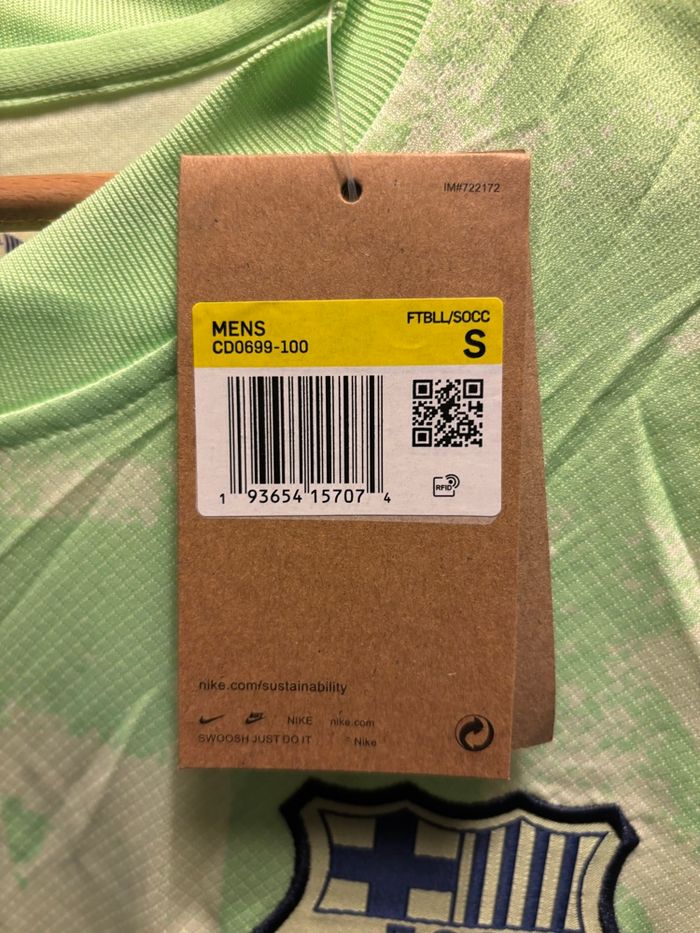 IM#722172
MENS
FTBLL/SOCC
CD0699-100
S
RFID
1 93654 15707 4
nike.com/sustainability
NIKE nike.com
SWOOSH JUST DO IT ® Nike